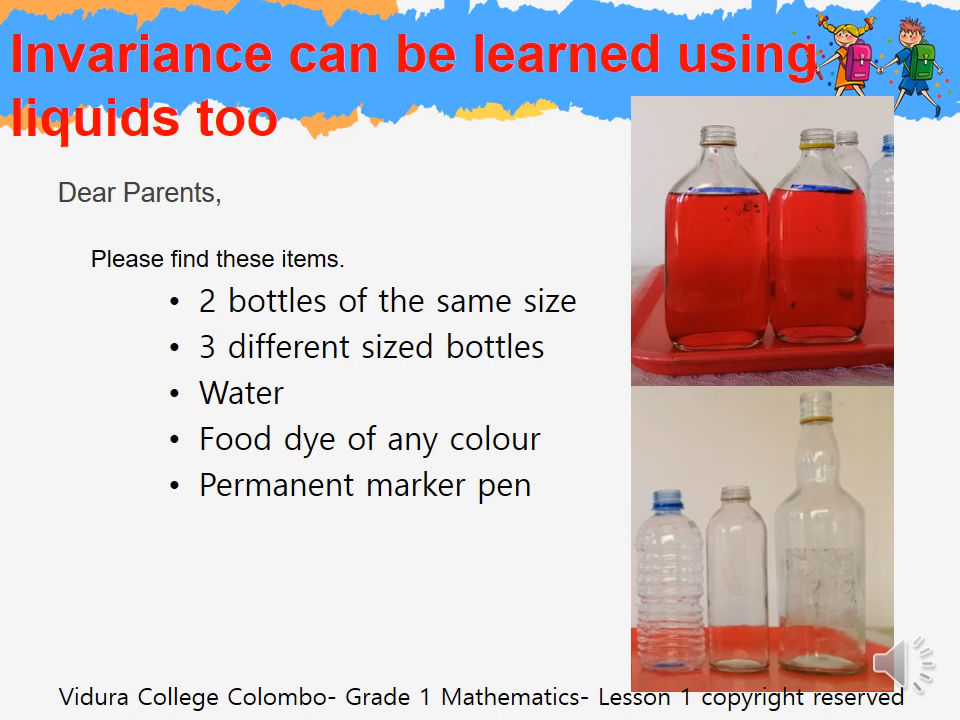 Invariance can be learned using
liquids too
Dear Parents,
Please find these items.
• 2 bottles of the same size
• 3 different sized bottles
• Water
• Food dye of any colour
• Permanent marker pen
Vidura College Colombo- Grade 1 Mathematics- Lesson 1 copyright reserved